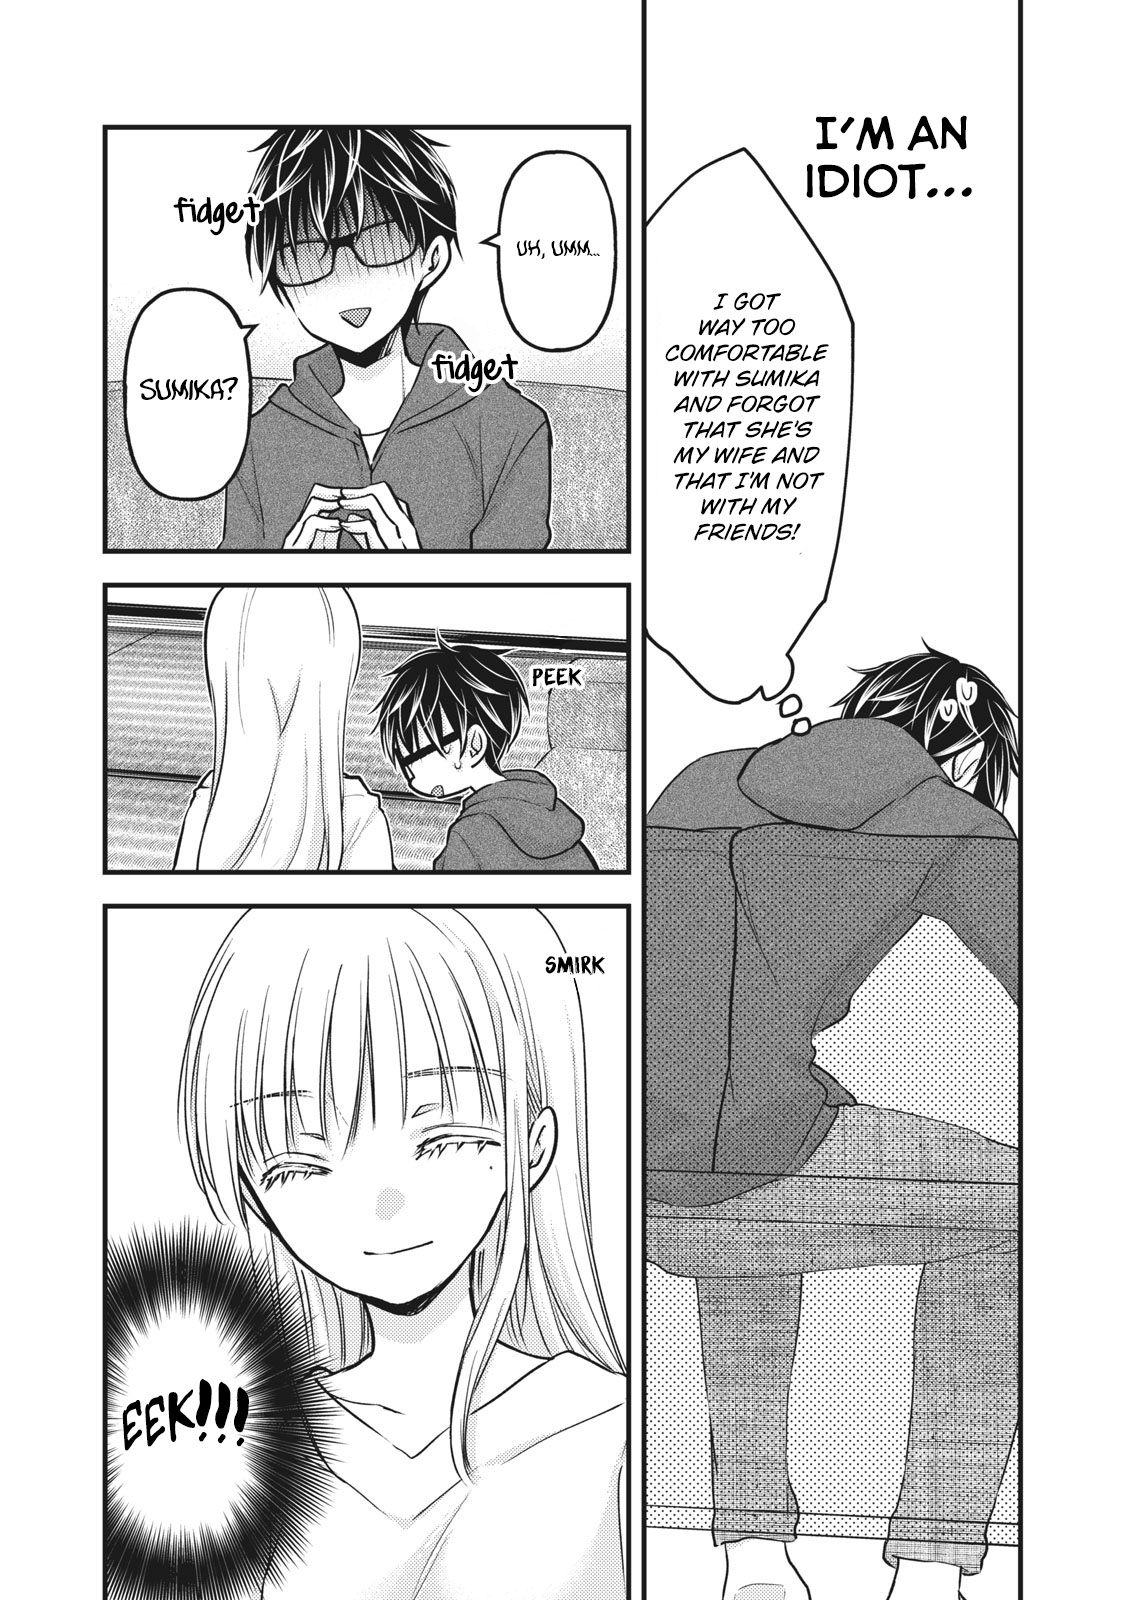 I'M AN
IDIOT...
I GOT
WAY TOO
COMFORTABLE
WITH SUMIKA
AND FORGOT
THAT SHE'S
MY WIFE AND
THAT I'M NOT
WITH MY
FRIENDS!
UH, UMM...
fidget
fidget
SUMIKA?
PEEK
SMIRK
EEK!!!